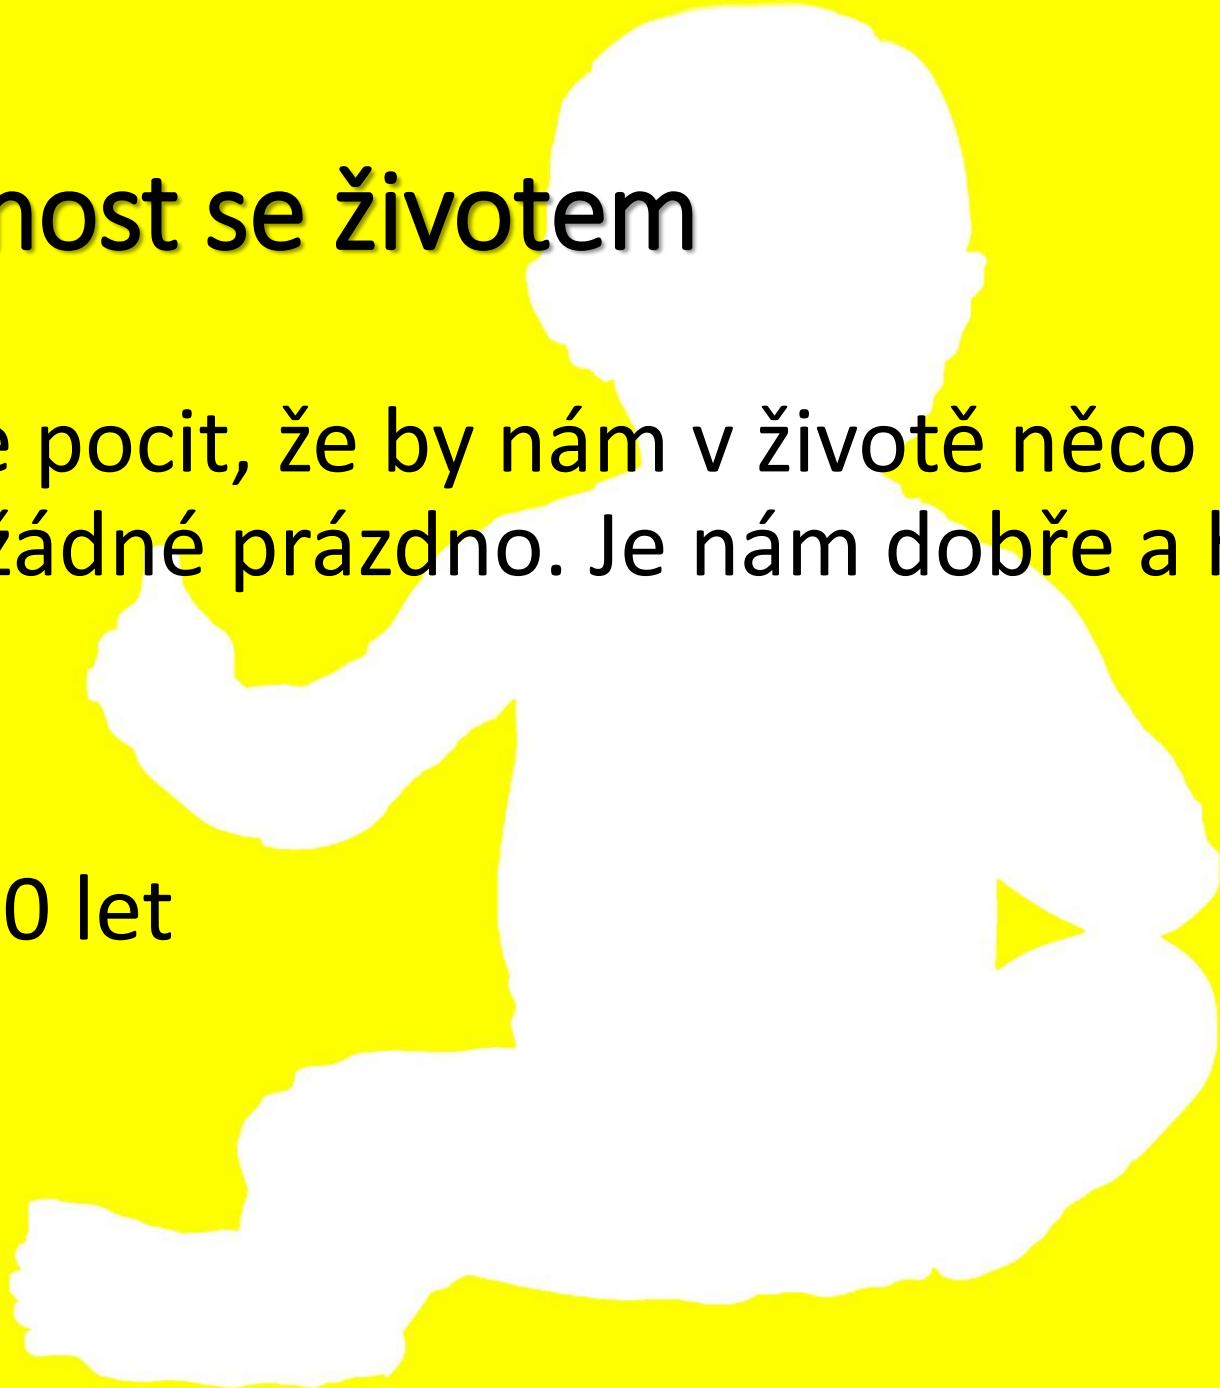 nost se životem
e pocit, že by nám v životě něco
žádné prázdno. Je nám dobře a
0 let